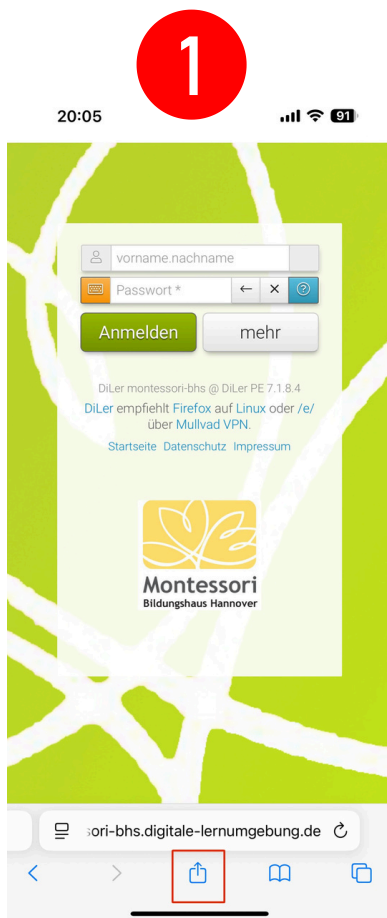 1
20:05
91
vorname.nachname
Passwort *
Anmelden
mehr
DiLer montessori-bhs @ DiLer PE 7.1.8.4
DiLer empfiehlt Firefox auf Linux oder /e/
über Mullvad VPN.
Startseite Datenschutz Impressum
Montessori
Bildungshaus Hannover
sori-bhs.digitale-lernumgebung.de